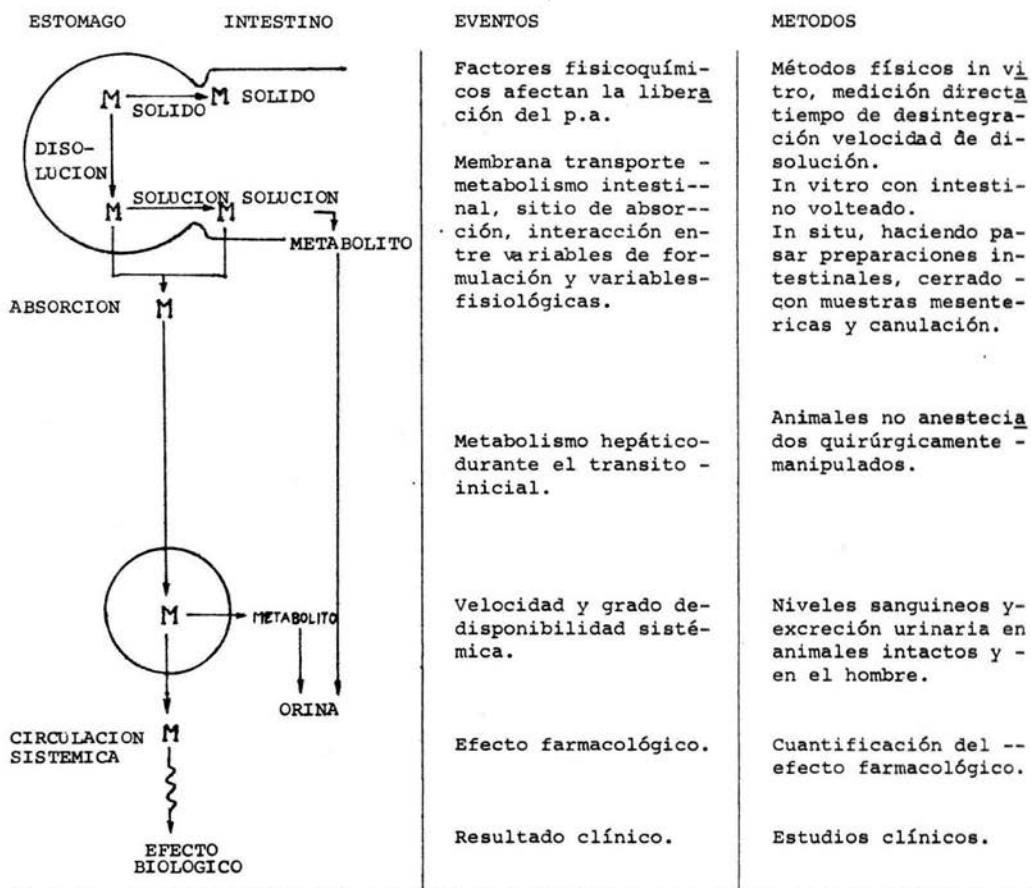 ESTOMAGO INTESTINO
M SOLIDO M SOLIDO
DISO-
LUCION
M SOLUCION M SOLUCION
METABOLITO
ABSORCION M
M METABOLITO
ORINA
CIRCULACION M
SISTEMICA
EFECTO
BIOLOGICO
EVENTOS
Factores fisicoquími-
cos afectan la libera
ción del p.a.
Membrana transporte -
metabolismo intesti--
nal, sitio de absor--
ción, interacción en-
tre variables de for-
mulación y variables-
fisiológicas.
Metabolismo hepático-
durante el transito -
inicial.
Velocidad y grado de-
disponibilidad sisté-
mica.
Efecto farmacológico.
Resultado clínico.
METODOS
Métodos físicos in vi
tro, medición directa
tiempo de desintegra-
ción velocidad de di-
solución.
In vitro con intesti-
no volteado.
In situ, haciendo pa-
sar preparaciones in-
testinales, cerrado -
con muestras mesente-
ricas y canulación.
Animales no anestecia
dos quirúrgicamente -
manipulados.
Niveles sanguineos y-
excreción urinaria en
animales intactos y -
en el hombre.
Cuantificación del --
efecto farmacológico.
Estudios clínicos.